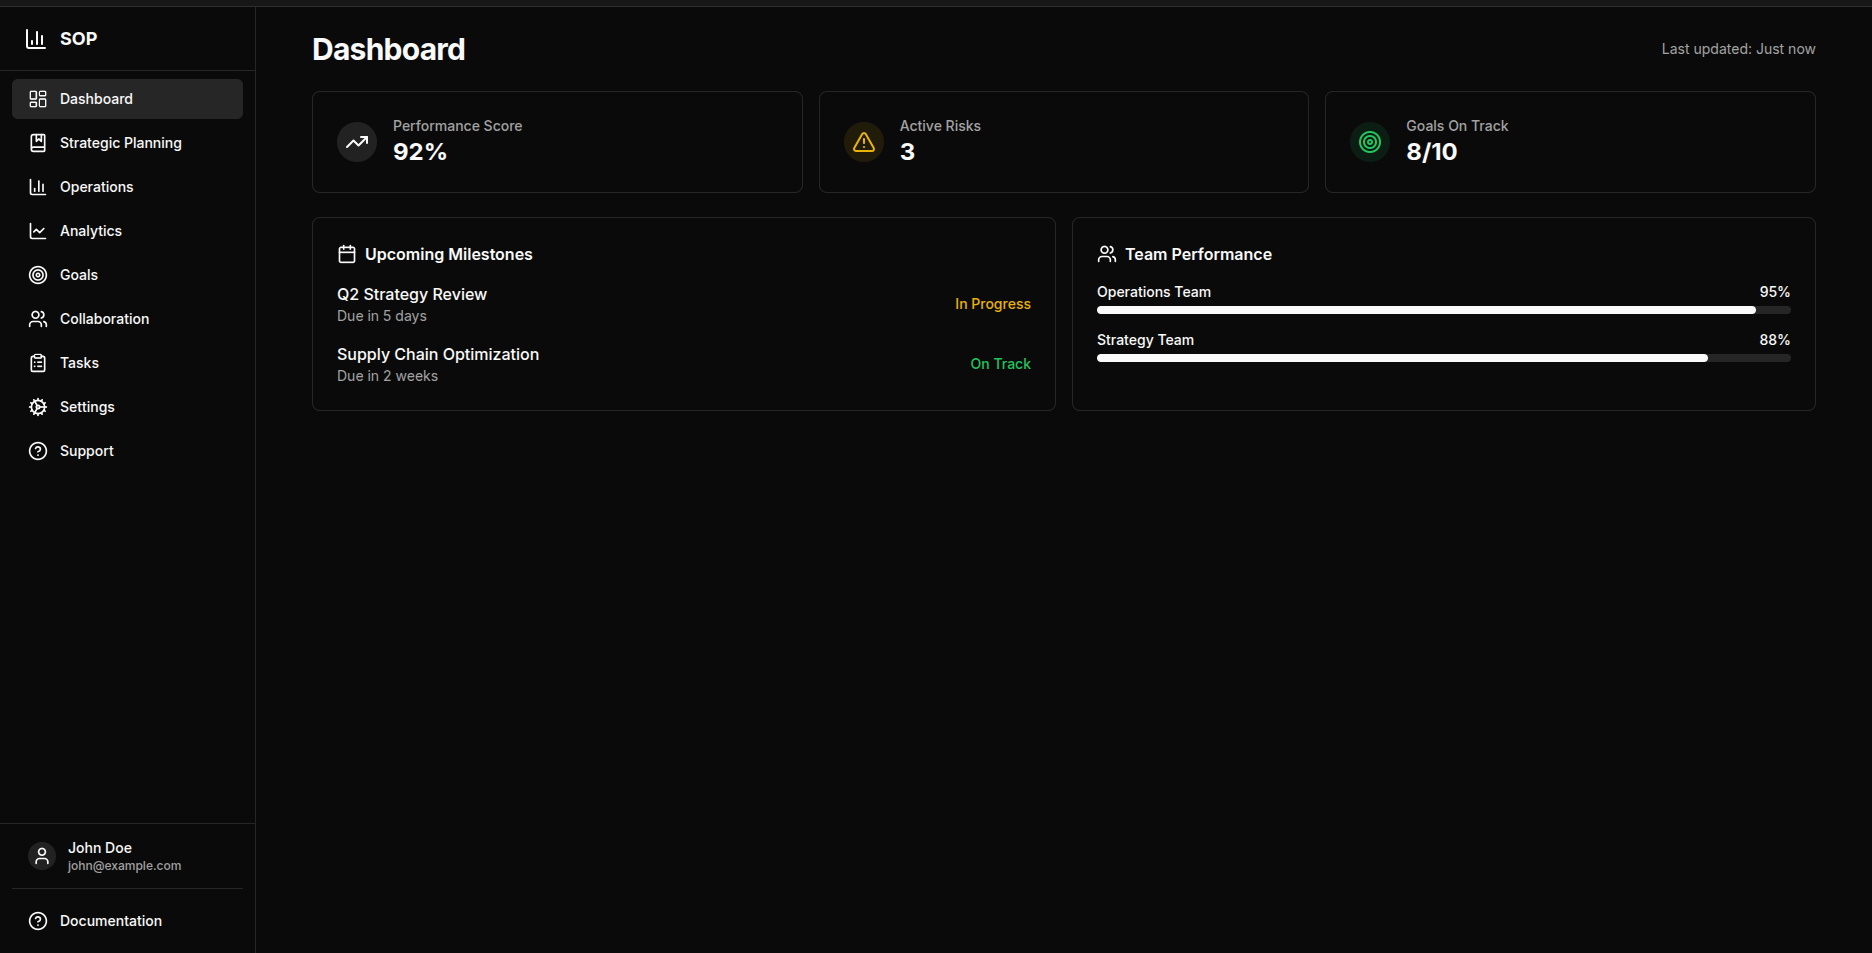 SOP
Dashboard
Strategic Planning
Operations
Analytics
Goals
Collaboration
Tasks
Settings
Support
John Doe
john@example.com
Documentation
Dashboard
Last updated: Just now
Performance Score
92%
Active Risks
3
Goals On Track
8/10
Upcoming Milestones
Q2 Strategy Review
Due in 5 days
In Progress
Supply Chain Optimization
Due in 2 weeks
On Track
Team Performance
Operations Team
95%
Strategy Team
88%